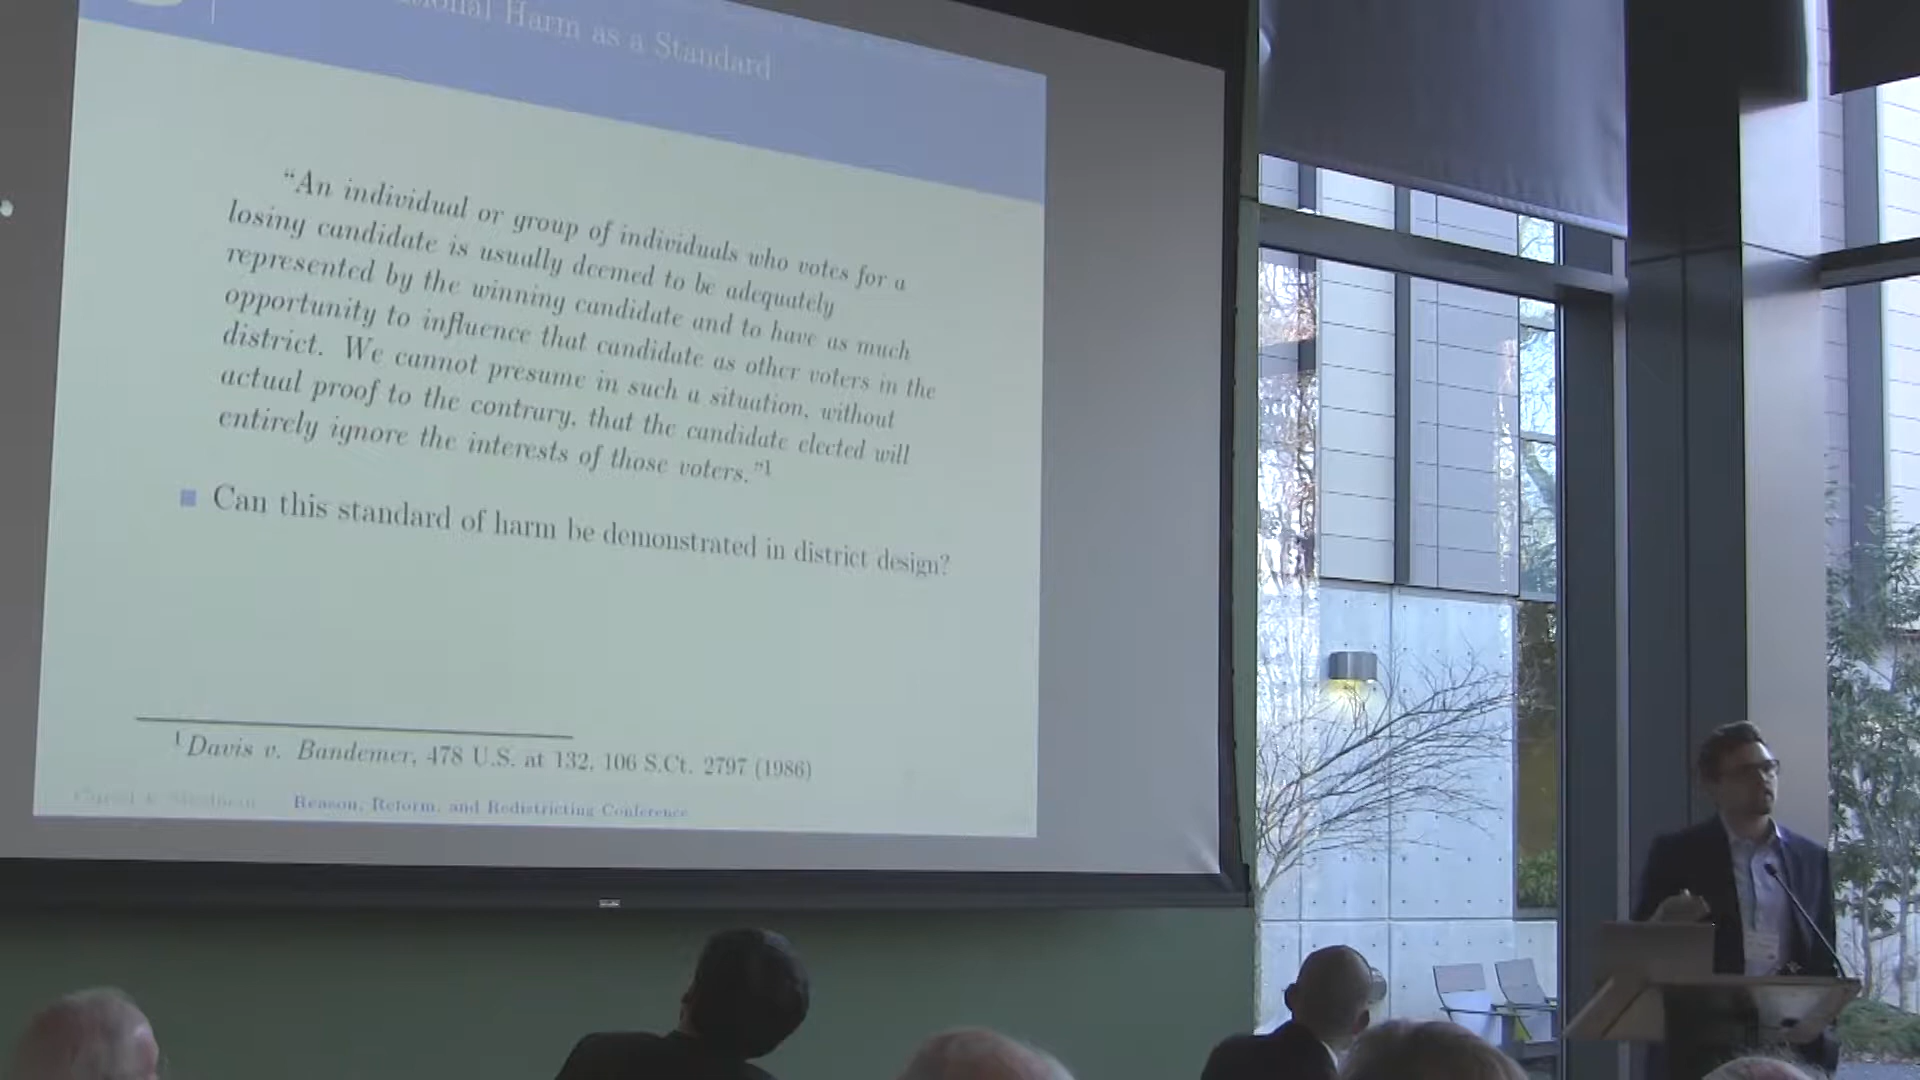 Harm as a Standard
“An individual or group of individuals who votes for a
losing candidate is usually deemed to be adequately
represented by the winning candidate and to have as much
opportunity to influence that candidate as other voters in the
district. We cannot presume in such a situation, without
actual proof to the contrary, that the candidate elected will
entirely ignore the interests of those voters.”1
Can this standard of harm be demonstrated in district design?
1 Davis v. Bandemer, 478 U.S. at 132, 106 S.Ct. 2797 (1986)
Reason, Reform, and Redistricting Conference